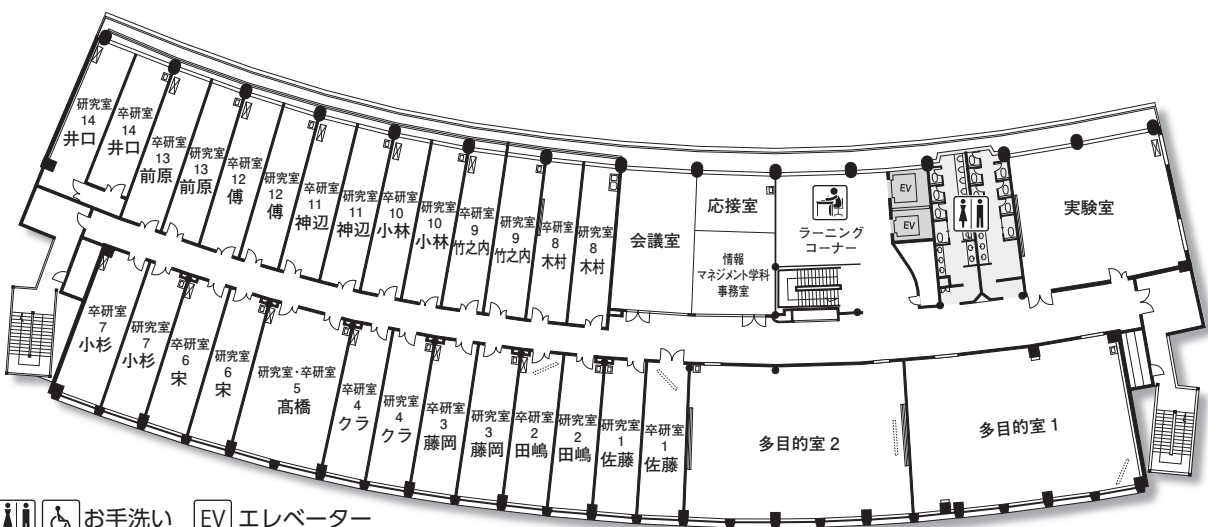 研究室
14
井口
卒研室
14
井口
卒研室
13
前原
研究室
13
前原
卒研室
12
傅
研究室
12
傅
卒研室
11
神辺
研究室
11
神辺
卒研室
10
小林
研究室
10
小林
卒研室
9
竹之内
研究室
9
竹之内
卒研室
8
木村
研究室
8
木村
会議室
応接室
情報
マネジメント学科
事務室
ラーニング
コーナー
EV
EV
実験室
卒研室
7
小杉
研究室
7
小杉
卒研室
6
宋
研究室
6
宋
研究室・卒研室
5
髙橋
卒研室
4
クラ
研究室
4
クラ
卒研室
3
藤岡
研究室
3
藤岡
卒研室
2
田嶋
研究室
2
田嶋
研究室
1
佐藤
卒研室
1
佐藤
多目的室 2
多目的室 1
お手洗い EV エレベーター